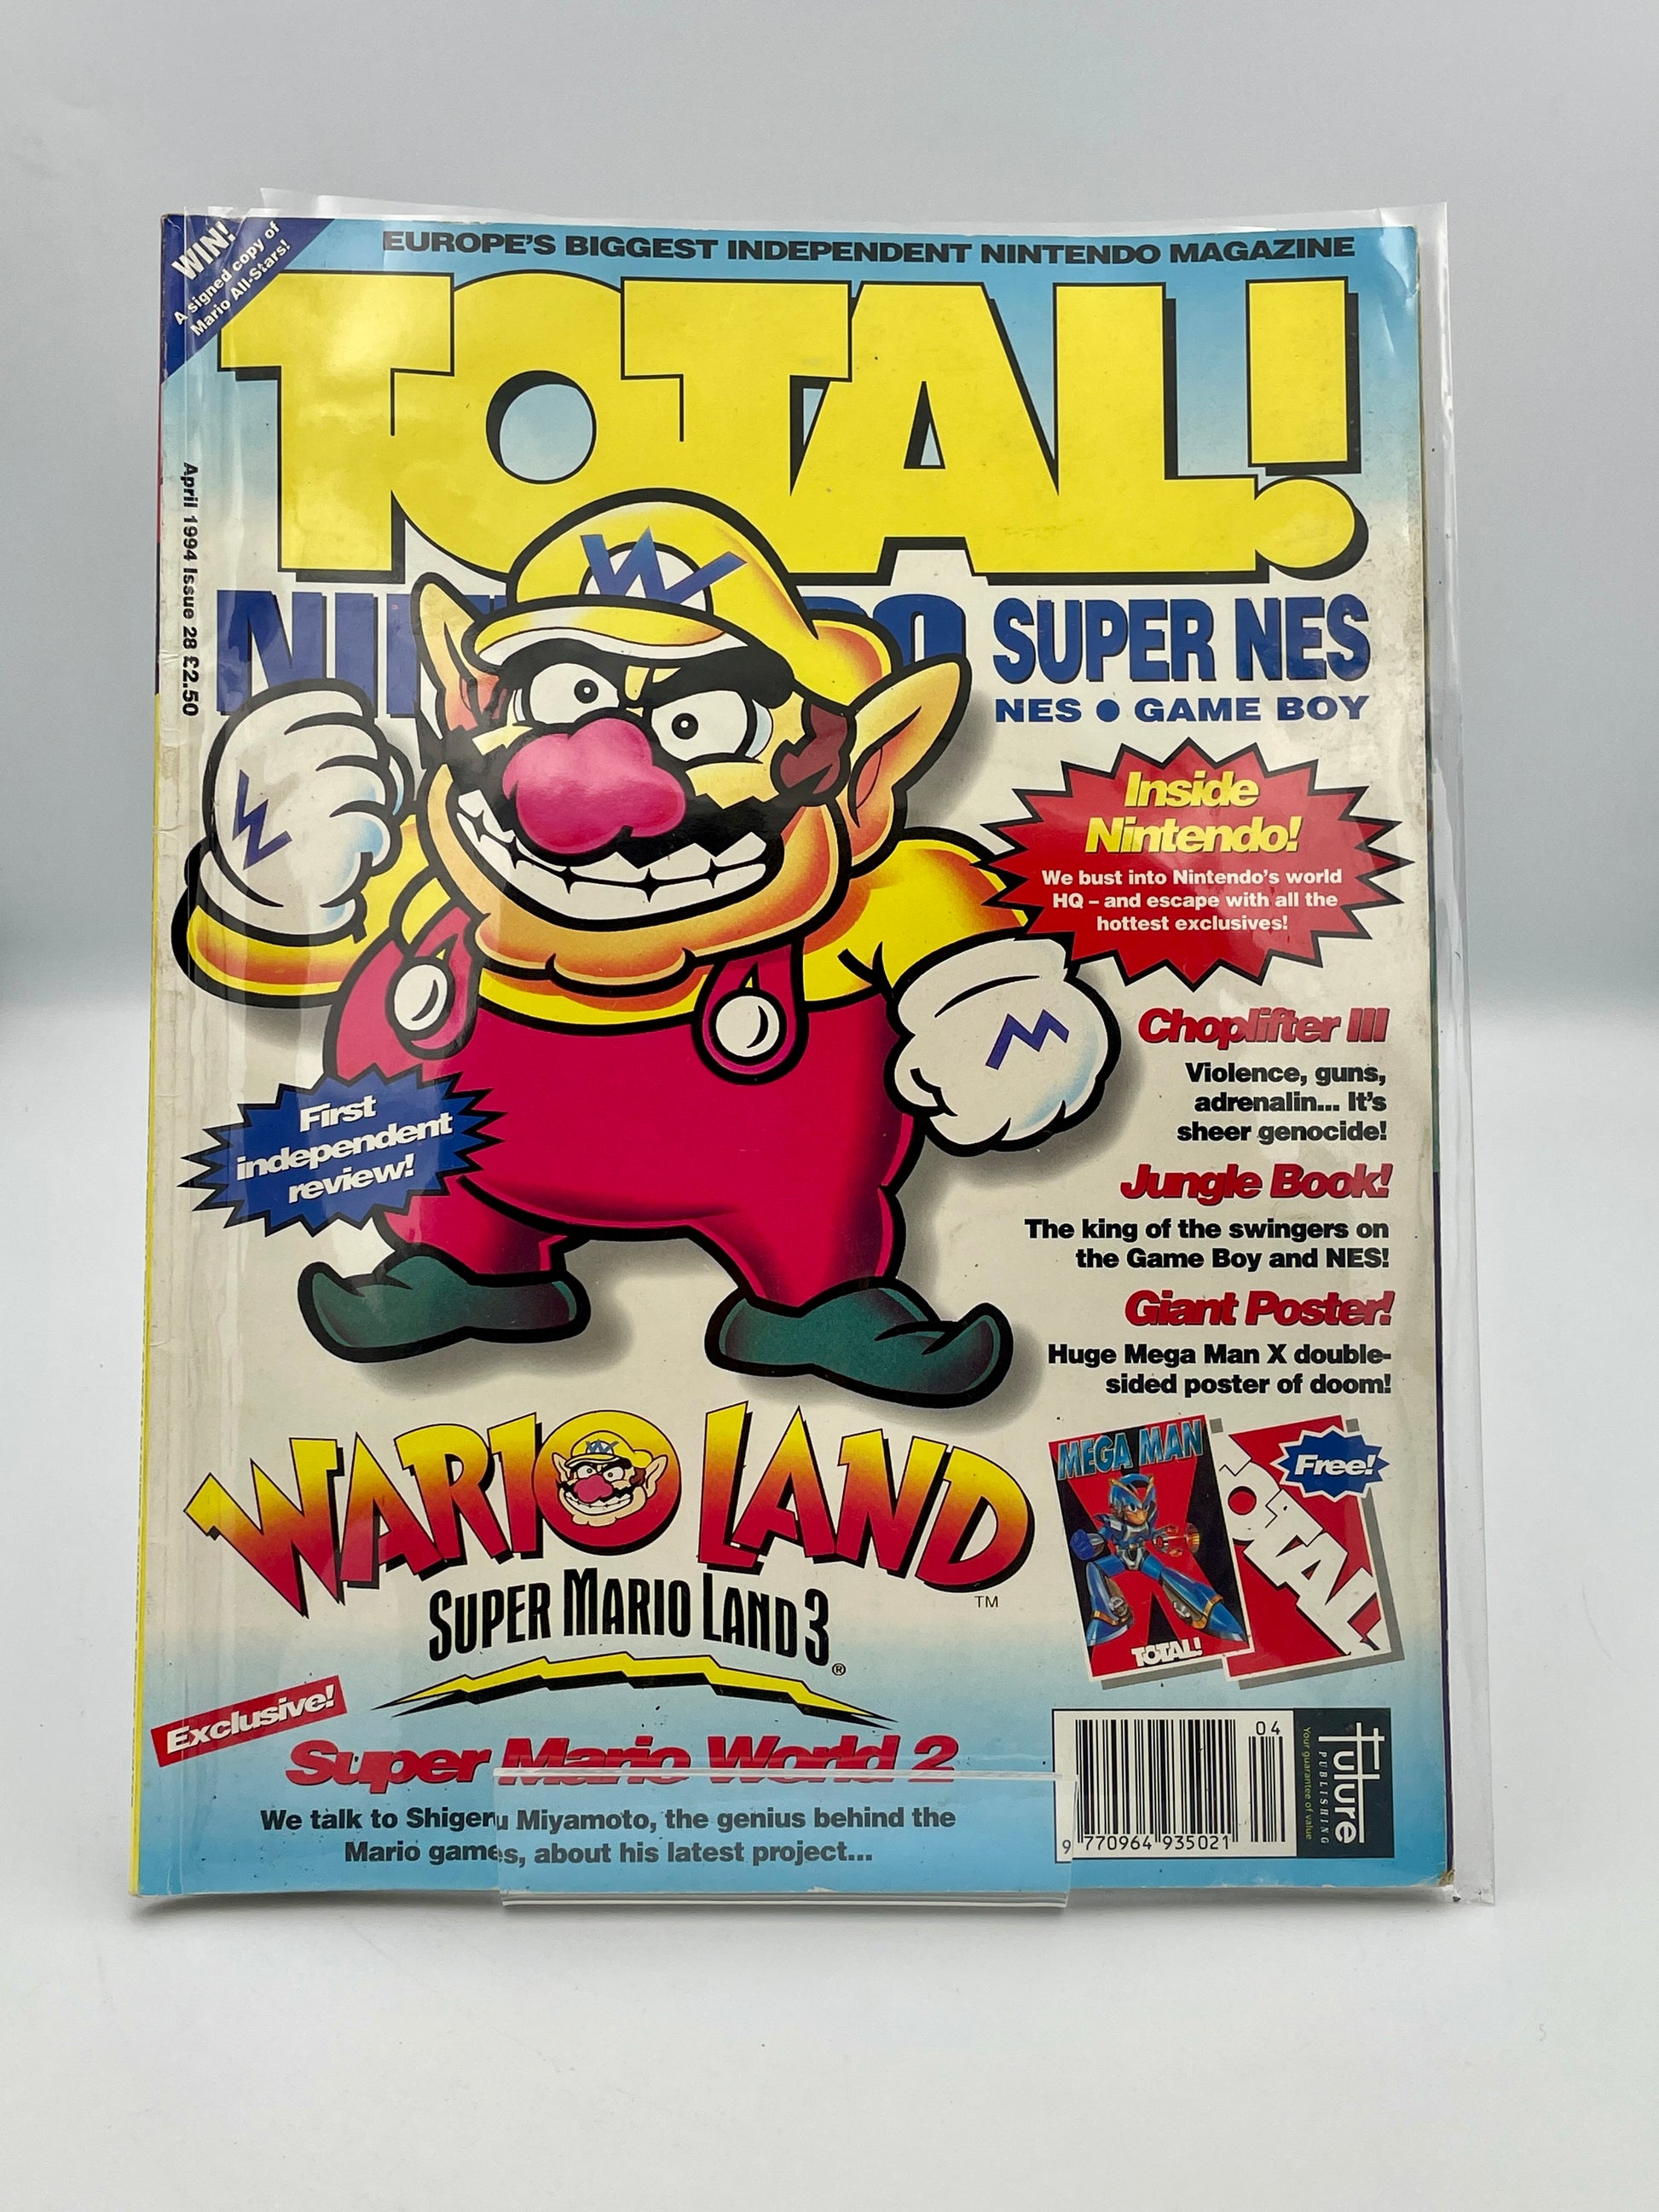 WIN!
A signed copy of
Mario All-Stars!
EUROPE'S BIGGEST INDEPENDENT NINTENDO MAGAZINE
TOTAL!
SUPER NES
NES ● GAME BOY
April 1994 Issue 28 £2.50
W
W
Inside
Nintendo!
We bust into Nintendo's world
HQ – and escape with all the
hottest exclusives!
Choplifter III
Violence, guns,
adrenalin... It's
sheer genocide!
First
independent
review!
Jungle Book!
The king of the swingers on
the Game Boy and NES!
Giant Poster!
Huge Mega Man X double-
sided poster of doom!
MEGA MAN
X
TOTAL!
Free!
TOTAL!
WARIO LAND™
SUPER MARIO LAND 3®
Exclusive!
Super Mario World 2
We talk to Shigeru Miyamoto, the genius behind the
Mario games, about his latest project...
04
9 770964 935021
Future
PUBLISHING
Your guarantee of value